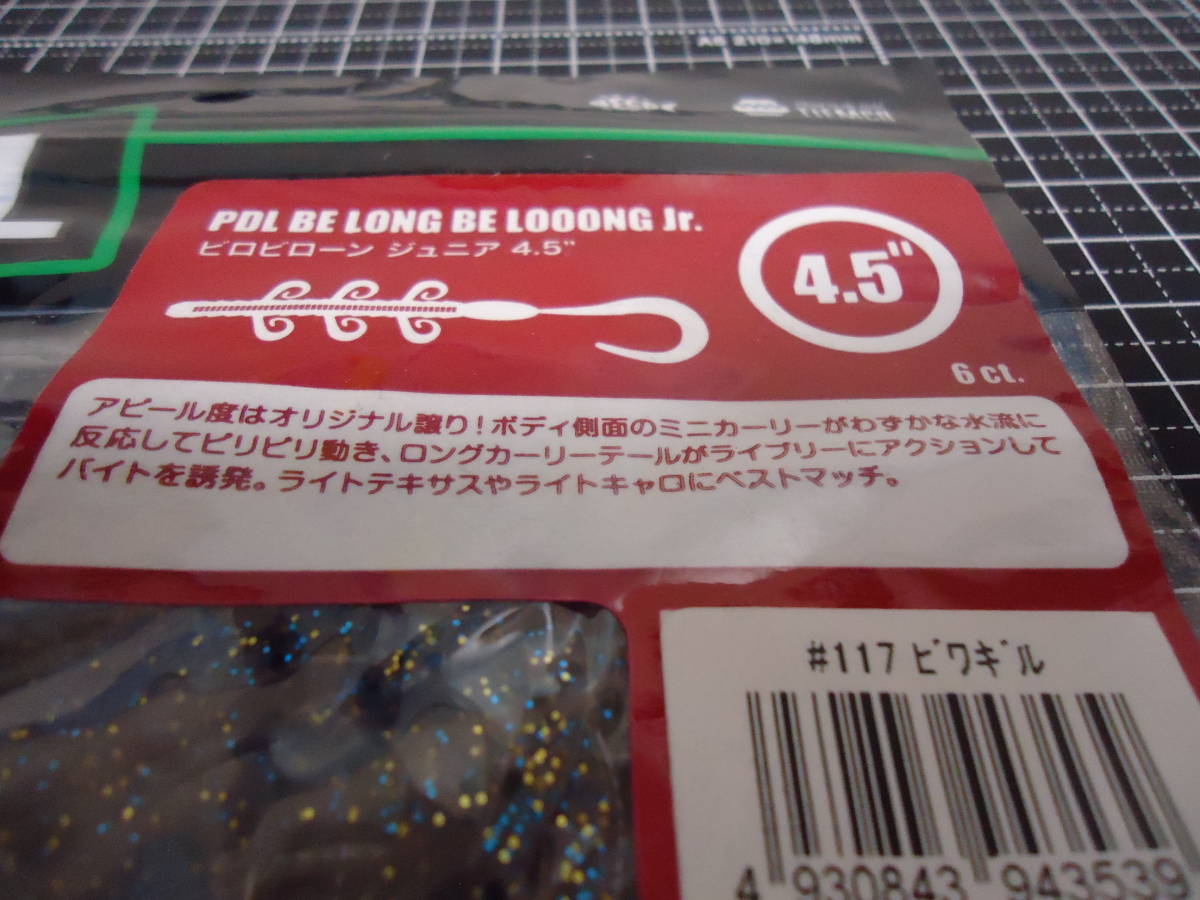 A5 210×148mm
PDL BE LONG BE LOOONG Jr.
ビロビローン ジュニア 4.5"
4.5"
6 ct.
アピール度はオリジナル譲り!ボディ側面のミニカーリーがわずかな水流に
反応してピリピリ動き、ロングカーリーテールがライブリーにアクションして
バイトを誘発。ライトテキサスやライトキャロにベストマッチ。
#117 ビワギル
4 930843 943539